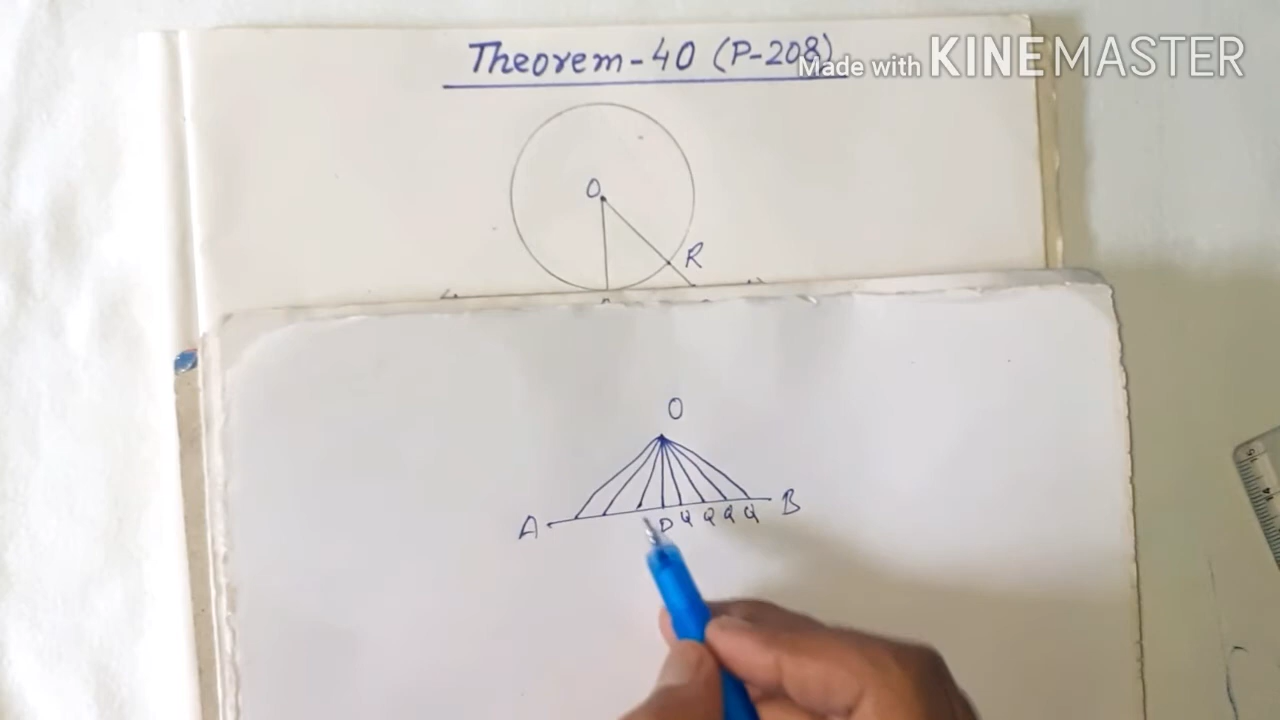 Theorem-40 (P-208)
Made with KINEMASTER
O
R
O
A P Q Q Q Q B